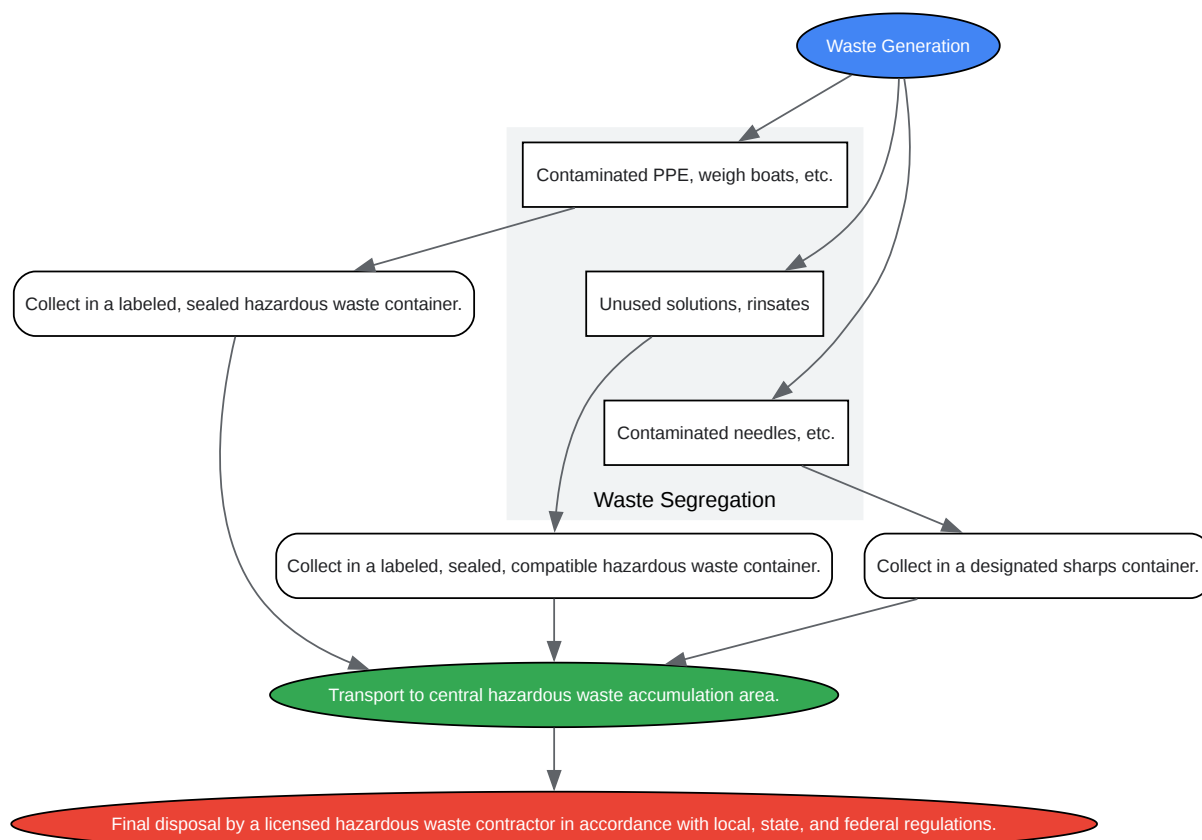 Waste Generation
Contaminated PPE, weigh boats, etc.
Collect in a labeled, sealed hazardous waste container.
Unused solutions, rinsates
Contaminated needles, etc.
Waste Segregation
Collect in a labeled, sealed, compatible hazardous waste container.
Collect in a designated sharps container.
Transport to central hazardous waste accumulation area.
Final disposal by a licensed hazardous waste contractor in accordance with local, state, and federal regulations.